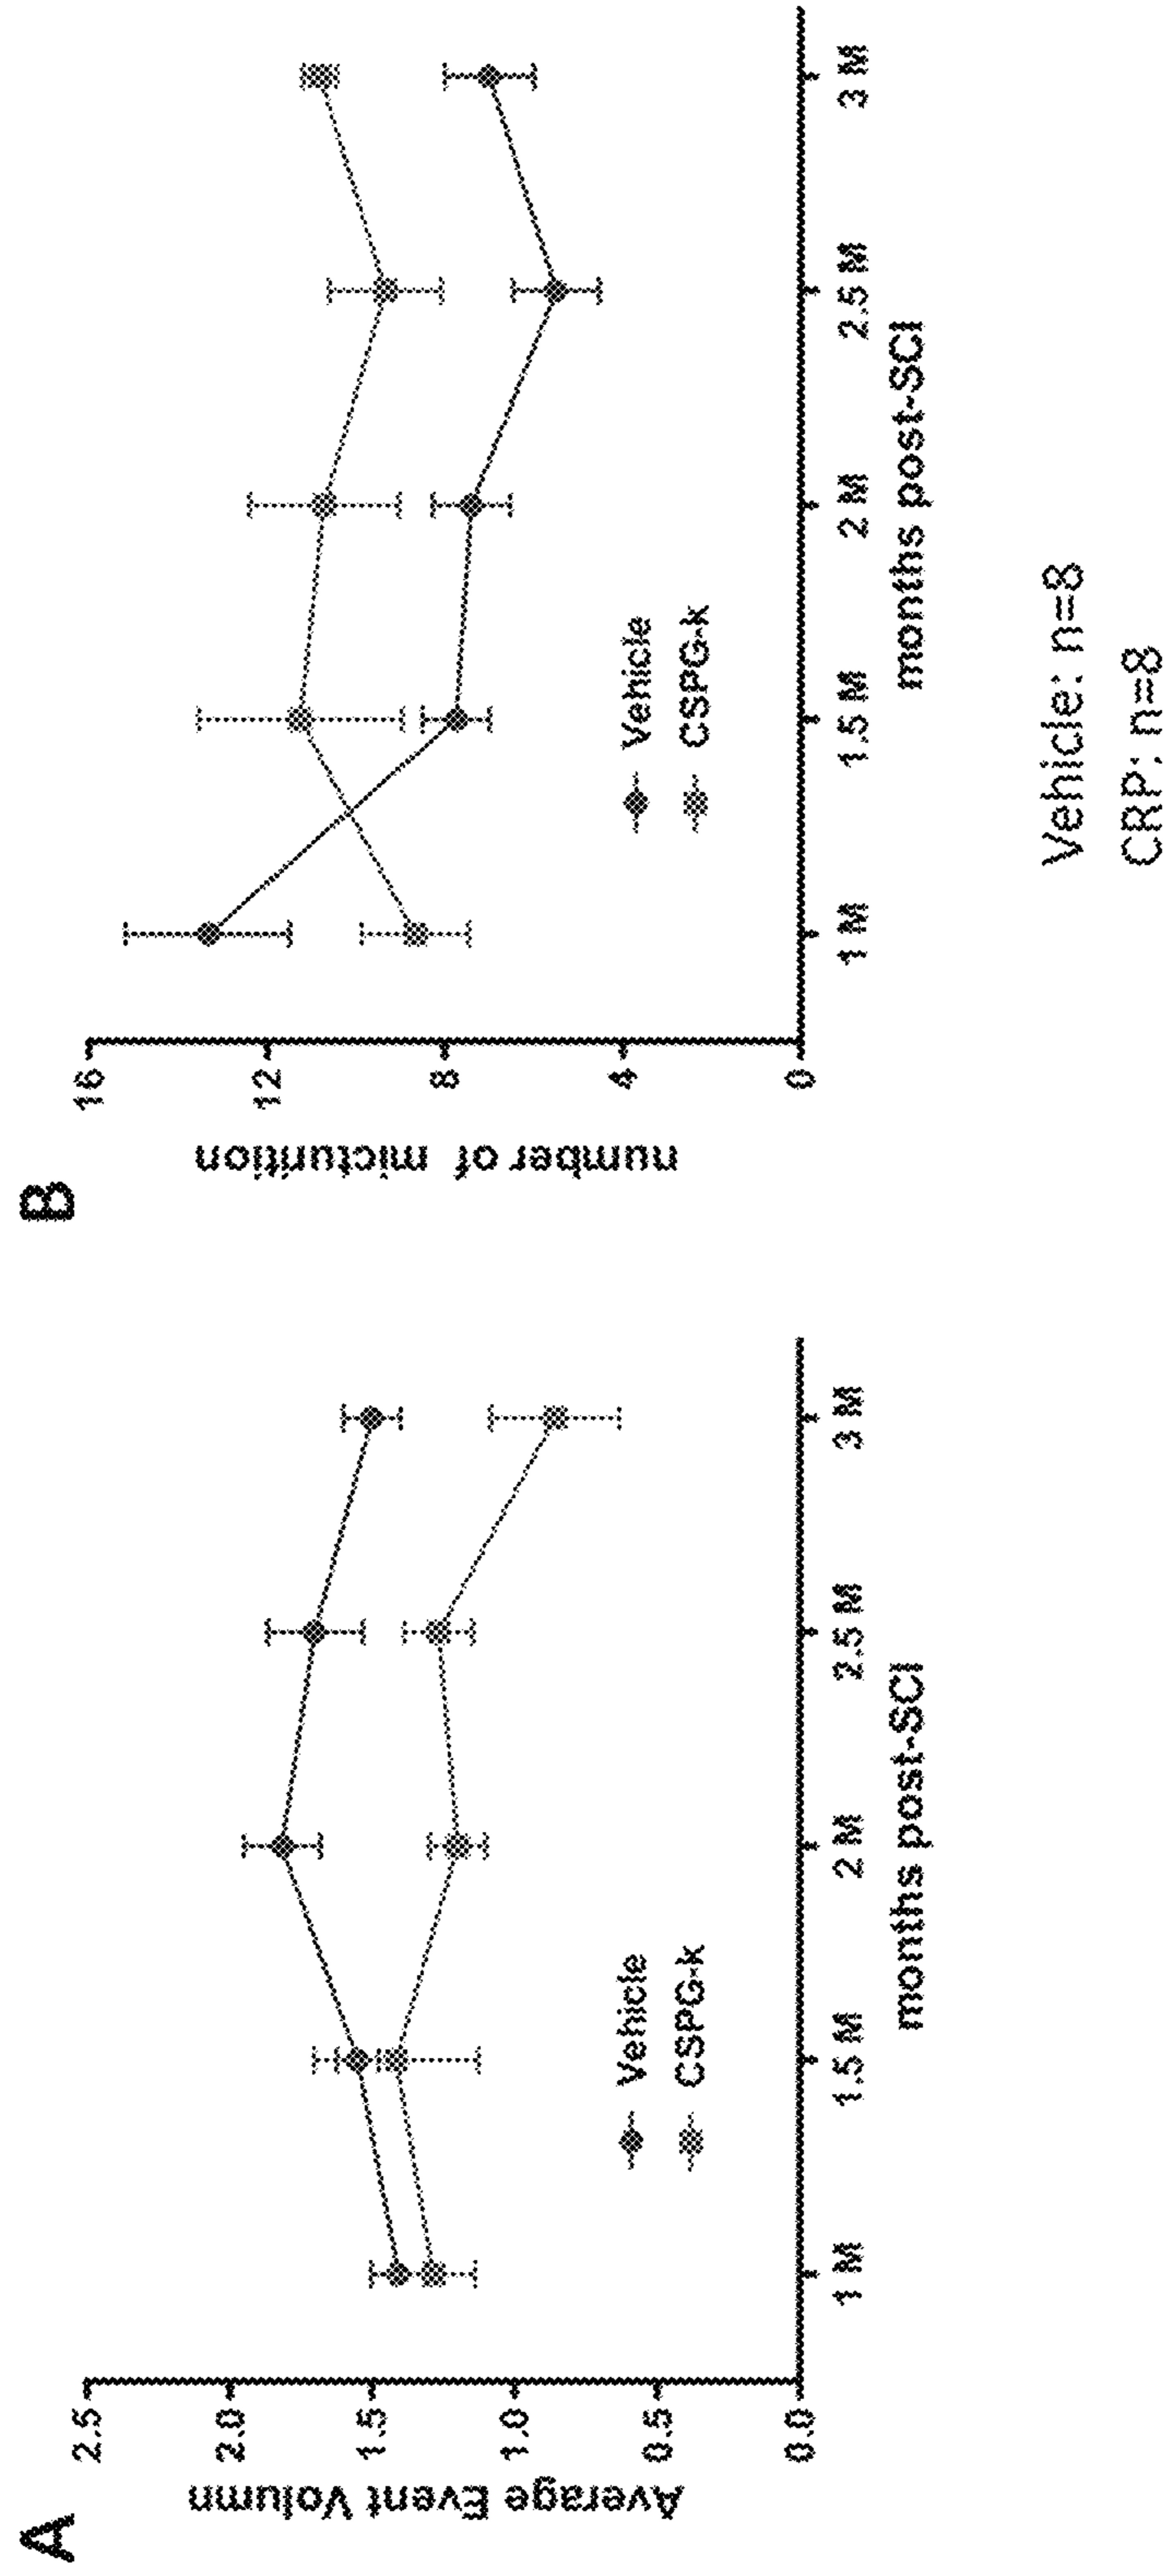 A
Average Event Volumn
2.5
2.0
1.5
1.0
0.5
0.0
Vehicle
CSPG-k
1 M
1.5 M
2 M
2.5 M
3 M
months post-SCI
B
number of micturition
16
12
8
4
0
Vehicle
CSPG-k
1 M
1.5 M
2 M
2.5 M
3 M
months post-SCI
Vehicle: n=8
CRP: n=8